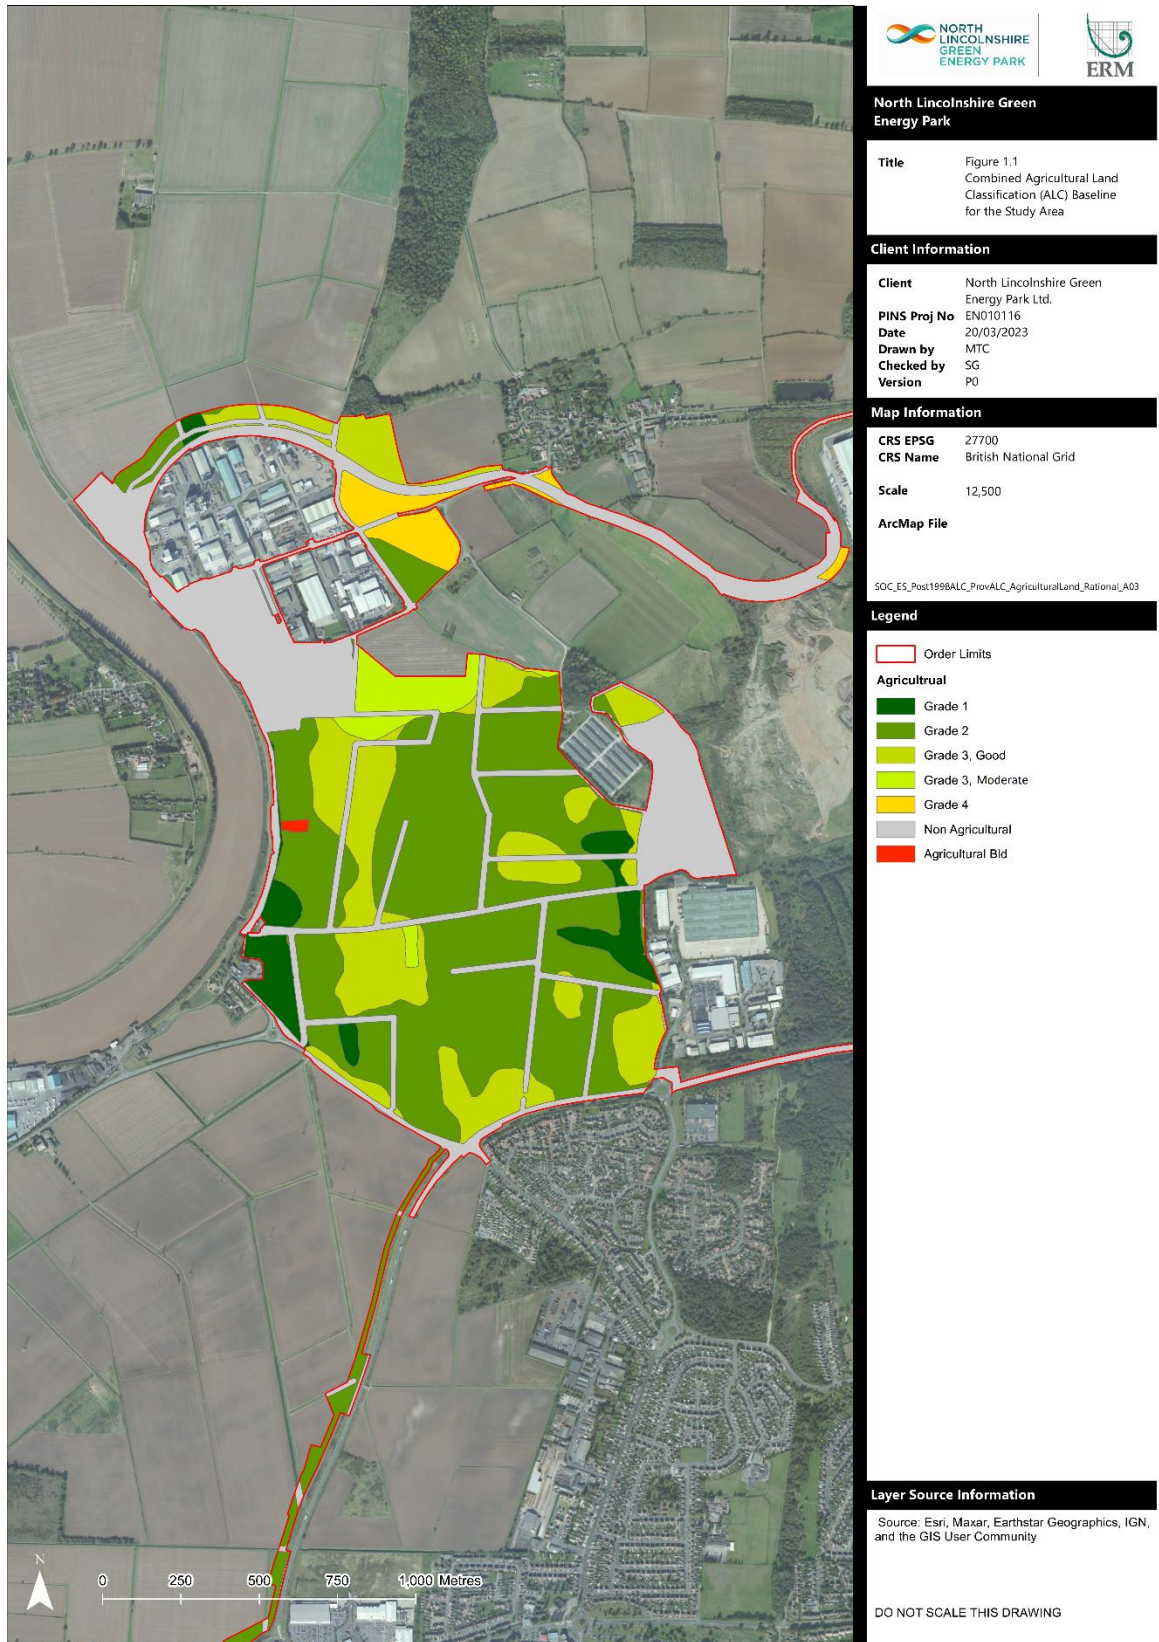 NORTH
LINCOLNSHIRE
GREEN
ENERGY PARK
ERM
North Lincolnshire Green
Energy Park
Title Figure 1.1
Combined Agricultural Land
Classification (ALC) Baseline
for the Study Area
Client Information
Client North Lincolnshire Green
Energy Park Ltd.
PINS Proj No EN010116
Date 20/03/2023
Drawn by MTC
Checked by SG
Version P0
Map Information
CRS EPSG 27700
CRS Name British National Grid
Scale 12,500
ArcMap File
SOC_ES_Post1998ALC_ProvALC_AgriculturalLand_Rational_A03
Legend
Order Limits
Agricultrual
Grade 1
Grade 2
Grade 3, Good
Grade 3, Moderate
Grade 4
Non Agricultural
Agricultural Bld
Layer Source Information
Source: Esri, Maxar, Earthstar Geographics, IGN,
and the GIS User Community
DO NOT SCALE THIS DRAWING
N
0 250 500 750 1,000 Metres